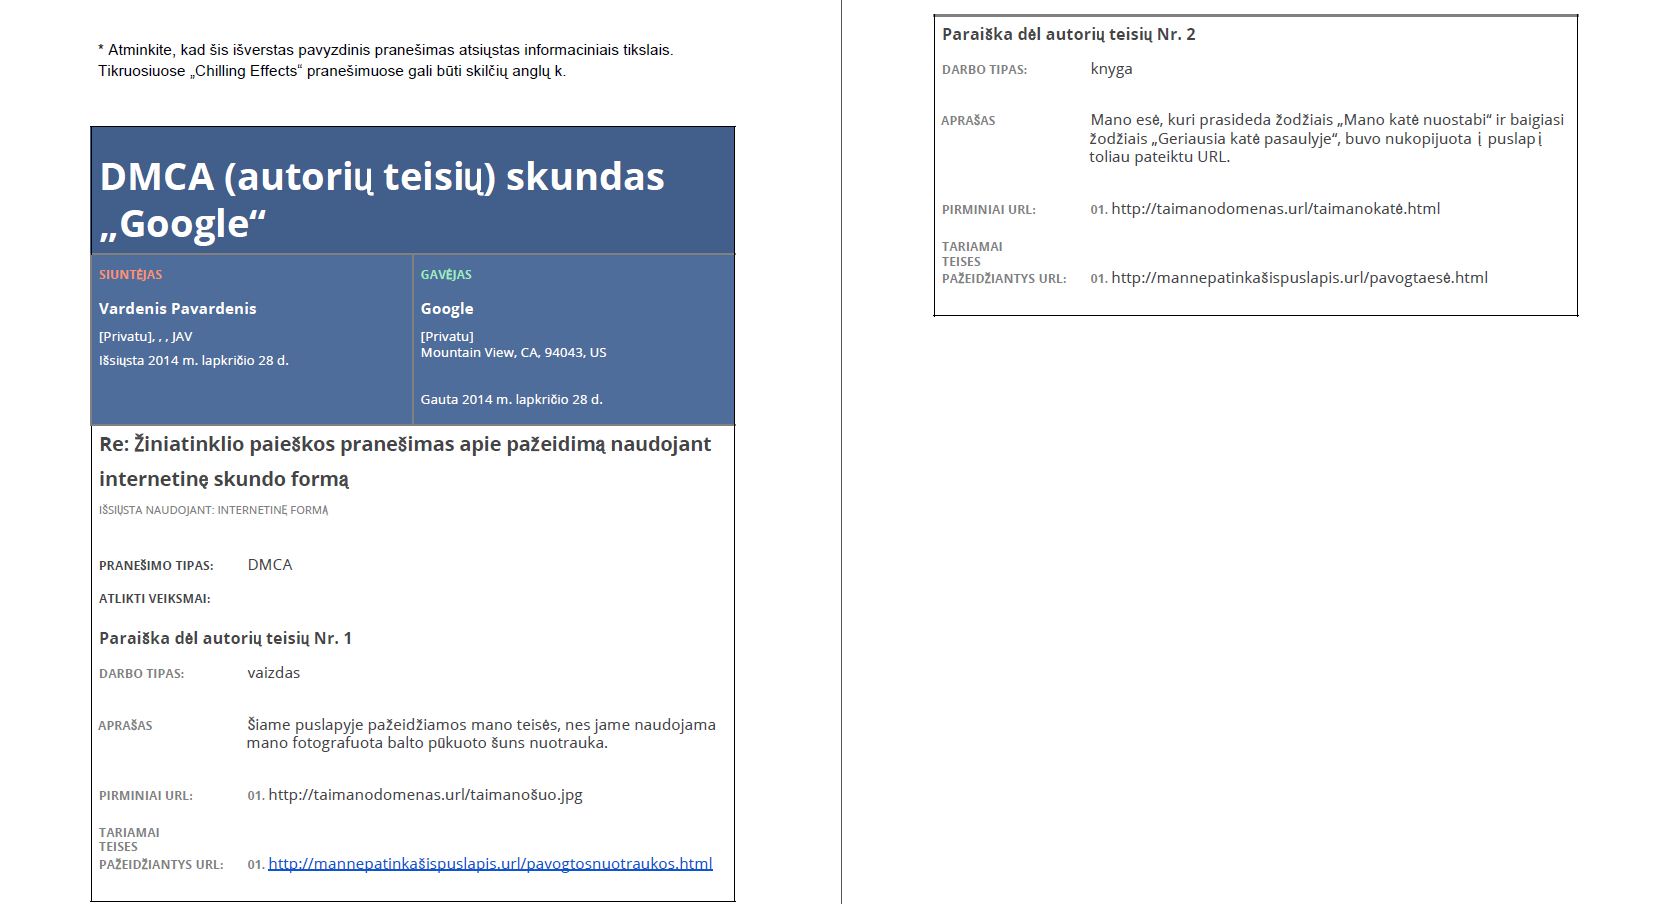 * Atminkite, kad šis išverstas pavyzdinis pranešimas atsiųstas informaciniais tikslais.
Tikruosiuose „Chilling Effects“ pranešimuose gali būti skilčių anglų k.
DMCA (autorių teisių) skundas
„Google“
SIUNTĖJAS
Vardenis Pavardenis
[Privatu], , , JAV
Išsiųsta 2014 m. lapkričio 28 d.
GAVĖJAS
Google
[Privatu]
Mountain View, CA, 94043, US
Gauta 2014 m. lapkričio 28 d.
Re: Žiniatinklio paieškos pranešimas apie pažeidimą naudojant
internetinę skundo formą
IŠSIŲSTA NAUDOJANT: INTERNETINĘ FORMĄ
PRANEŠIMO TIPAS: DMCA
ATLIKTI VEIKSMAI:
Paraiška dėl autorių teisių Nr. 1
DARBO TIPAS: vaizdas
APRAŠAS Šiame puslapyje pažeidžiamos mano teisės, nes jame naudojama
mano fotografuota balto pūkuoto šuns nuotrauka.
PIRMINIAI URL: 01. http://taimanodomenas.url/taimanošuo.jpg
TARIAMAI
TEISES
PAŽEIDŽIANTYS URL: 01. http://mannepatinkašispuslapis.url/pavogtosnuotraukos.html
Paraiška dėl autorių teisių Nr. 2
DARBO TIPAS: knyga
APRAŠAS Mano esė, kuri prasideda žodžiais „Mano katė nuostabi“ ir baigiasi
žodžiais „Geriausia katė pasaulyje“, buvo nukopijuota į puslapį
toliau pateiktu URL.
PIRMINIAI URL: 01. http://taimanodomenas.url/taimanokatė.html
TARIAMAI
TEISES
PAŽEIDŽIANTYS URL: 01. http://mannepatinkašispuslapis.url/pavogtaesė.html